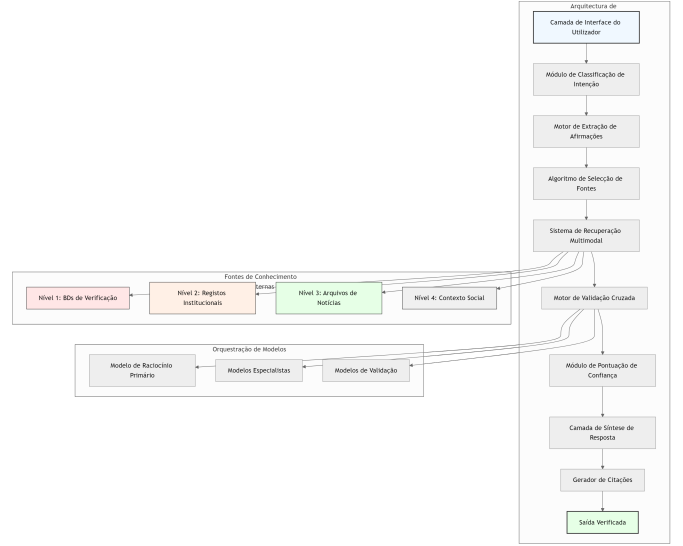 Arquitectura de
Camada de Interface do
Utilizador
Módulo de Classificação de
Intenção
Motor de Extração de
Afirmações
Algoritmo de Selecção de
Fontes
Sistema de Recuperação
Multimodal
Fontes de Conhecimento
ternas
Nível 1: BDs de Verificação
Nível 2: Registos
Institucionais
Nível 3: Arquivos de
Notícias
Nível 4: Contexto Social
Motor de Validação Cruzada
Orquestração de Modelos
Modelo de Raciocínio
Primário
Modelos Especialistas
Modelos de Validação
Módulo de Pontuação de
Confiança
Camada de Síntese de
Resposta
Gerador de Citações
Saída Verificada